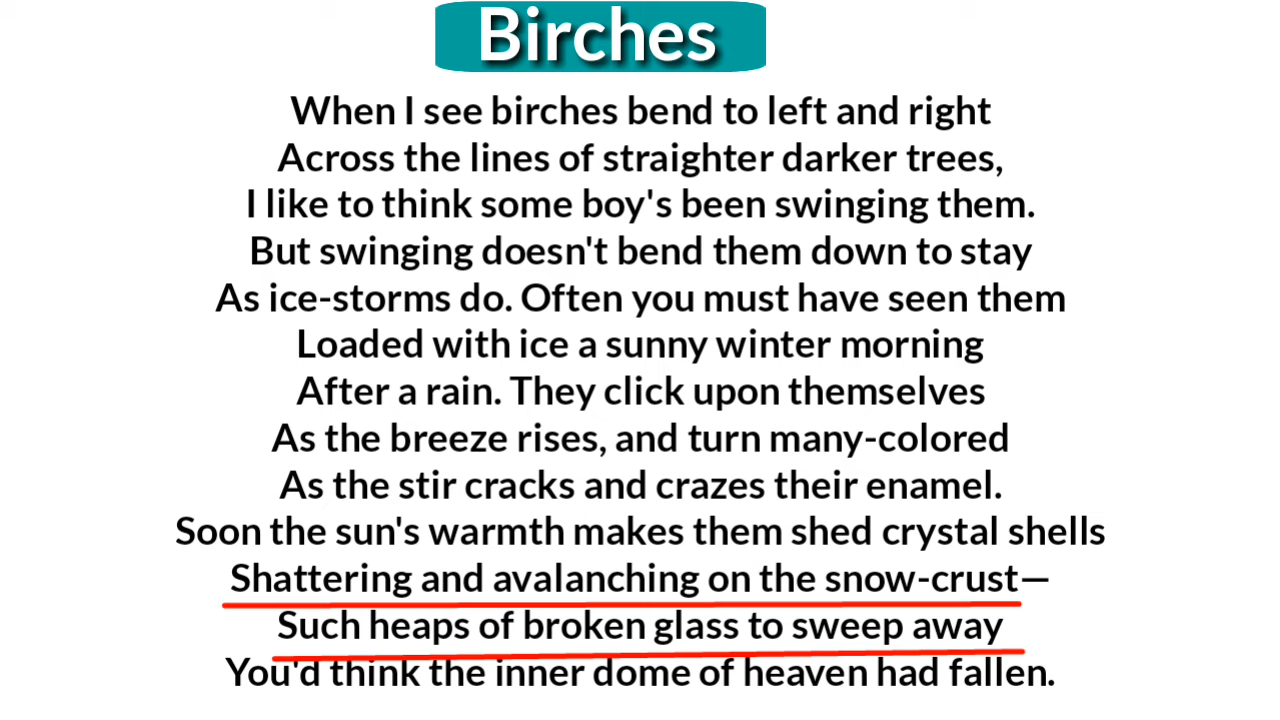 Birches
When I see birches bend to left and right
Across the lines of straighter darker trees,
I like to think some boy's been swinging them.
But swinging doesn't bend them down to stay
As ice-storms do. Often you must have seen them
Loaded with ice a sunny winter morning
After a rain. They click upon themselves
As the breeze rises, and turn many-colored
As the stir cracks and crazes their enamel.
Soon the sun's warmth makes them shed crystal shells
Shattering and avalanching on the snow-crust—
Such heaps of broken glass to sweep away
You'd think the inner dome of heaven had fallen.